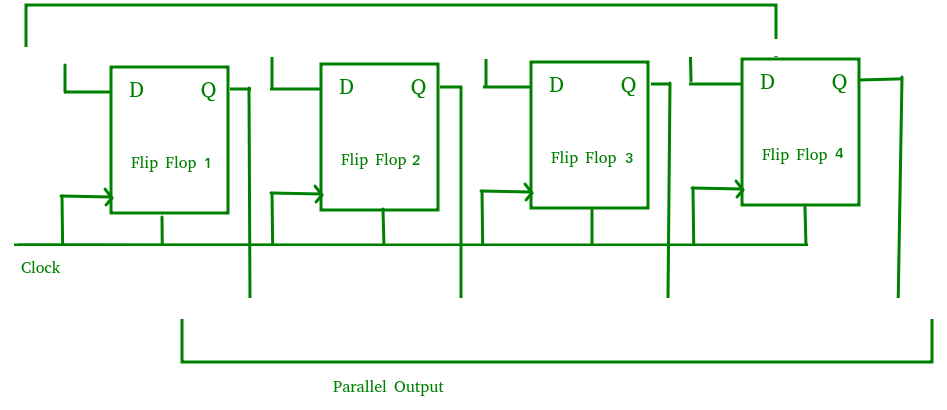 D Q D Q D Q D Q
Flip Flop 1 Flip Flop 2 Flip Flop 3 Flip Flop 4
Clock
Parallel Output